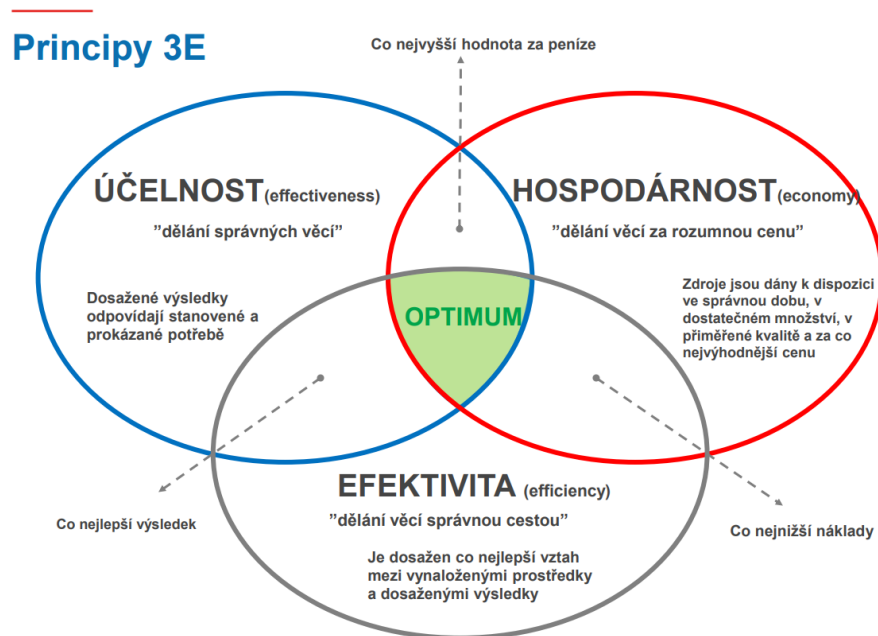 Principy 3E
Co nejvyšší hodnota za peníze
ÚČELNOST(effectiveness)
”dělání správných věcí”
Dosažené výsledky
odpovídají stanovené a
prokázané potřebě
HOSPODÁRNOST(economy)
”dělání věcí za rozumnou cenu”
Zdroje jsou dány k dispozici
ve správnou dobu, v
dostatečném množství, v
přiměřené kvalitě a za co
nejvýhodnější cenu
OPTIMUM
EFEKTIVITA (efficiency)
”dělání věcí správnou cestou”
Je dosažen co nejlepší vztah
mezi vynaloženými prostředky
a dosaženými výsledky
Co nejlepší výsledek
Co nejnižší náklady